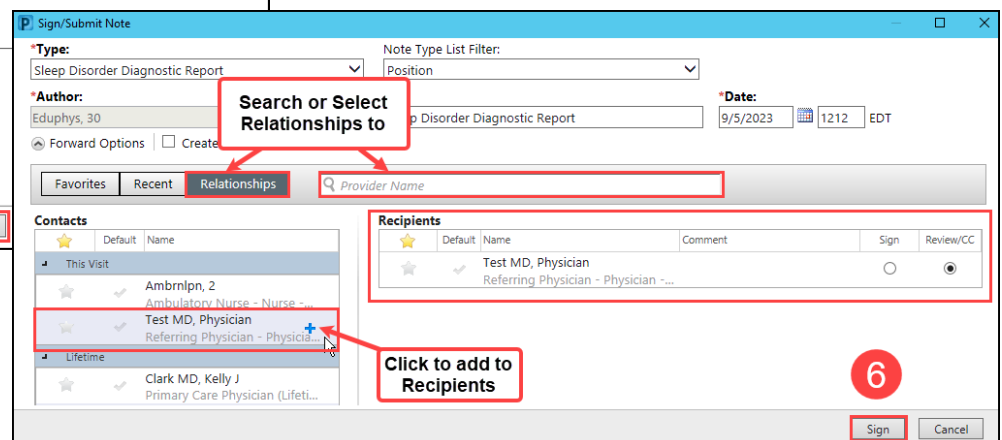 P Sign/Submit Note
*Type: Note Type List Filter:
Sleep Disorder Diagnostic Report Position
*Author: *Date:
Eduphys, 30 Disorder Diagnostic Report 9/5/2023 1212 EDT
Search or Select
Relationships to
Forward Options Create
Favorites Recent Relationships Provider Name
Contacts
Default Name
This Visit
Ambrnlpn, 2
Ambulatory Nurse - Nurse -...
Test MD, Physician
Referring Physician - Physicia...
Lifetime
Clark MD, Kelly J
Primary Care Physician (Lifeti...
Recipients
Default Name Comment Sign Review/CC
Test MD, Physician
Referring Physician - Physician -...
Click to add to
Recipients
6
Sign Cancel